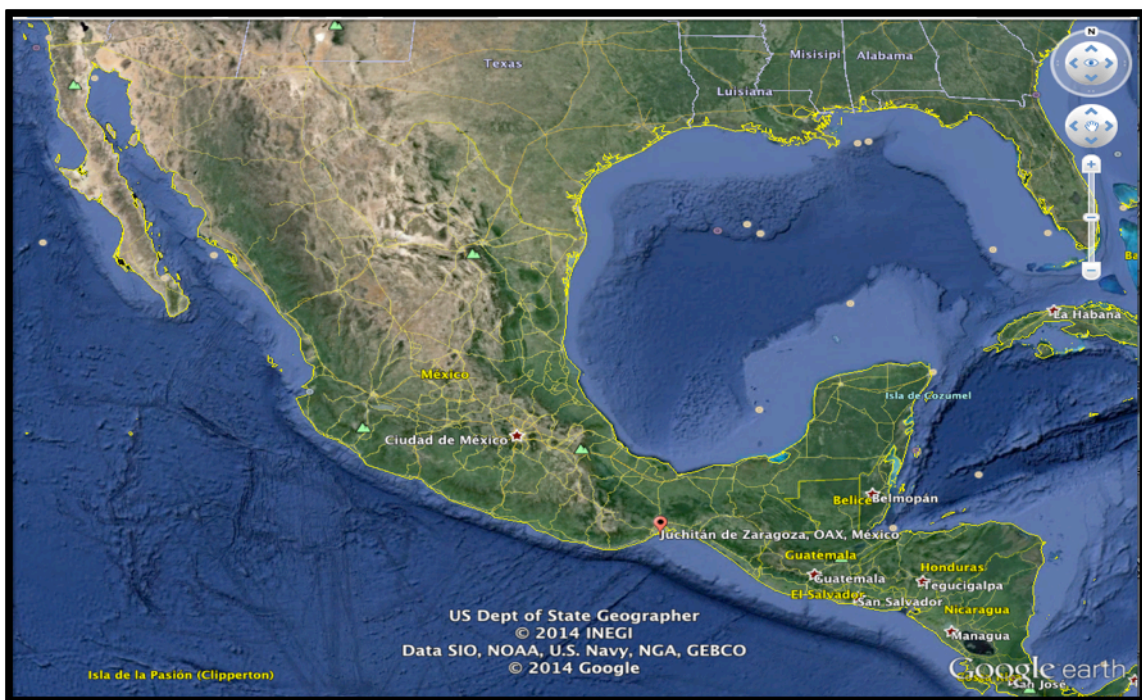 N
Texas
Misisipi
Alabama
Luisiana
La Habana
México
Isla de Cozumel
Ciudad de México
Belice
Belmopán
Juchitán de Zaragoza, OAX, México
Guatemala
Honduras
Guatemala
Tegucigalpa
El Salvador
San Salvador
Nicaragua
US Dept of State Geographer
© 2014 INEGI
Managua
Data SIO, NOAA, U.S. Navy, NGA, GEBCO
© 2014 Google
Google earth
Isla de la Pasión (Clipperton)
San José